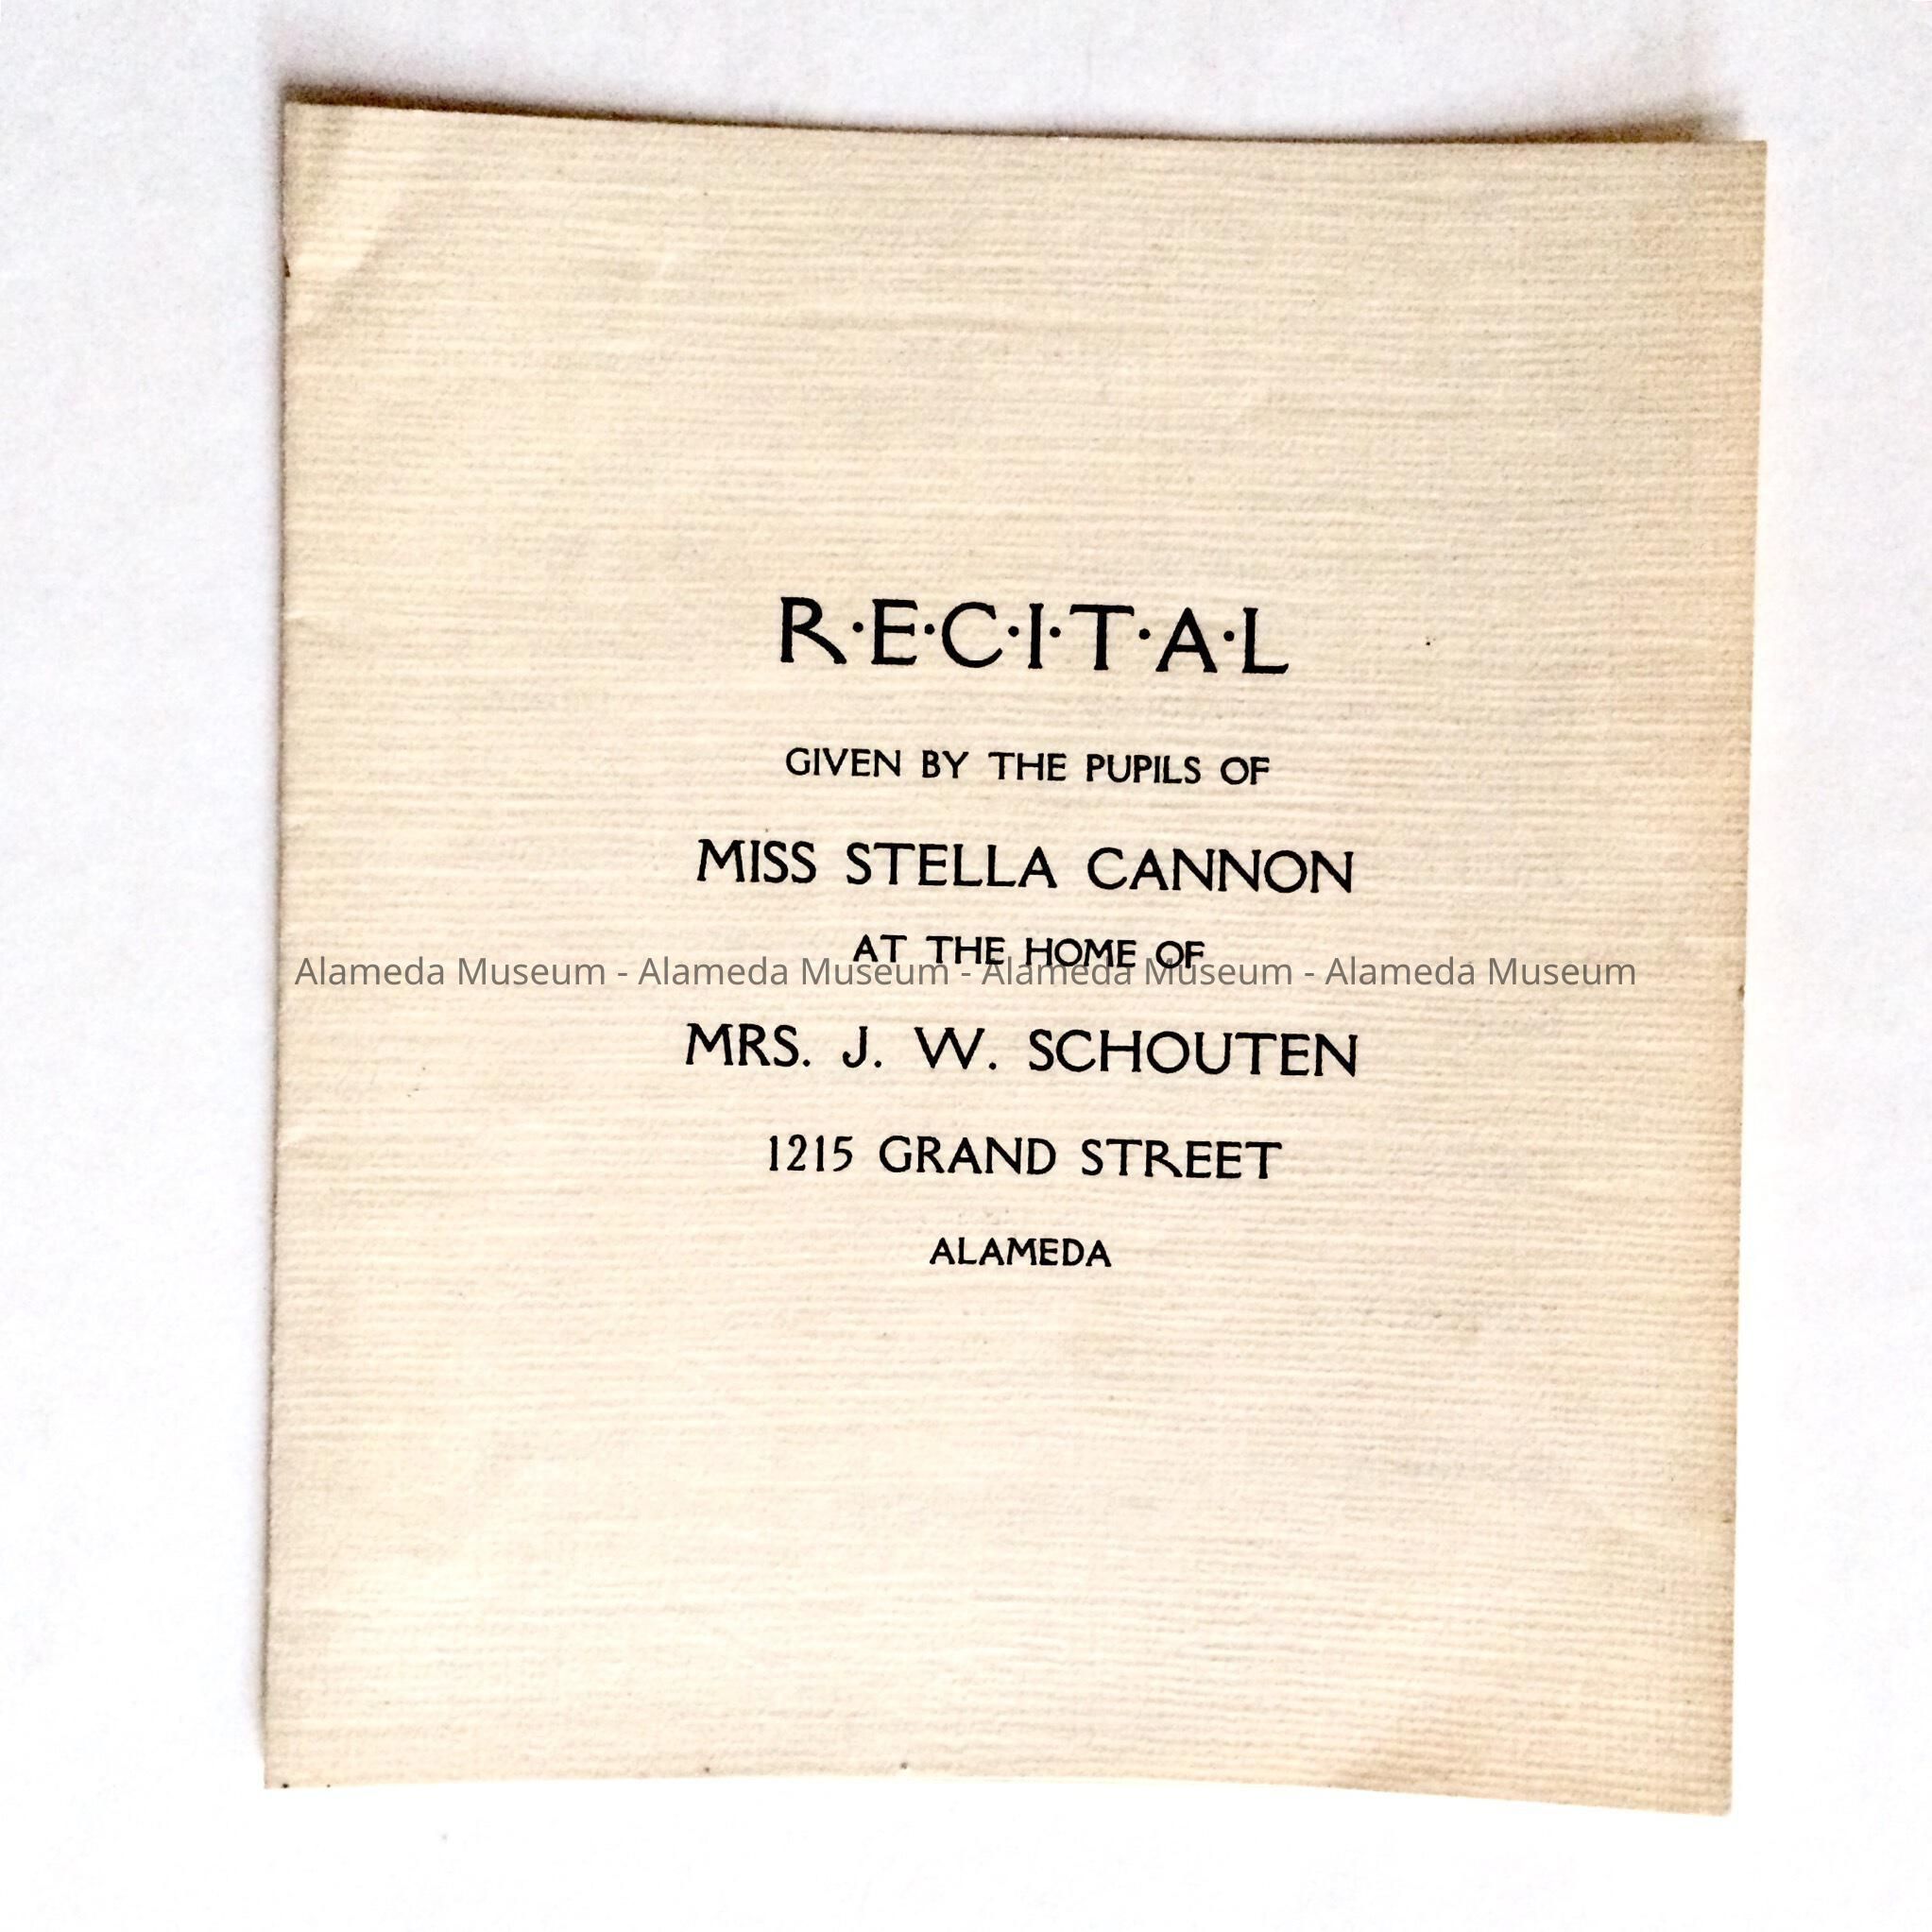 R·E·C·I·T·A·L
GIVEN BY THE PUPILS OF
MISS STELLA CANNON
AT THE HOME OF
Alameda Museum - Alameda Museum - Alameda Museum - Alameda Museum
MRS. J. W. SCHOUTEN
1215 GRAND STREET
ALAMEDA